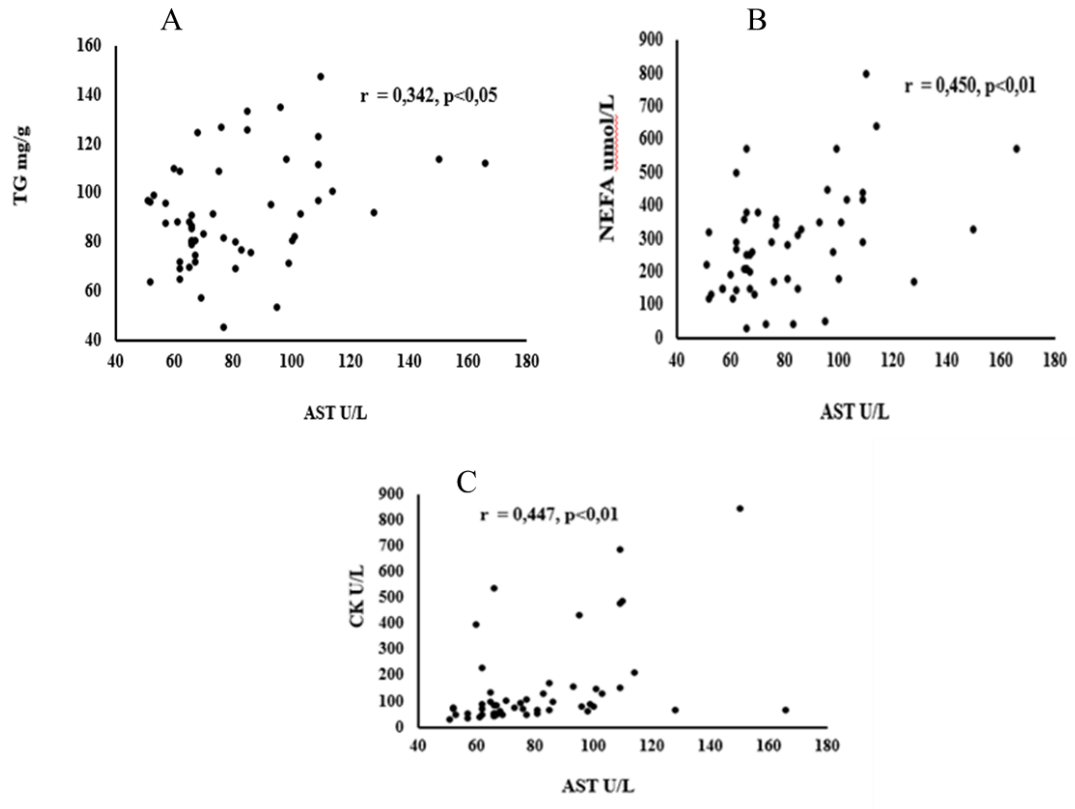 A
160
140
120
100
80
60
40
TG mg/g
r = 0,342, p<0,05
40 60 80 100 120 140 160 180
AST U/L
B
900
800
700
600
500
400
300
200
100
0
NEFA umol/L
r = 0,450, p<0,01
40 60 80 100 120 140 160 180
AST U/L
C
900
800
700
600
500
400
300
200
100
0
CK U/L
r = 0,447, p<0,01
40 60 80 100 120 140 160 180
AST U/L